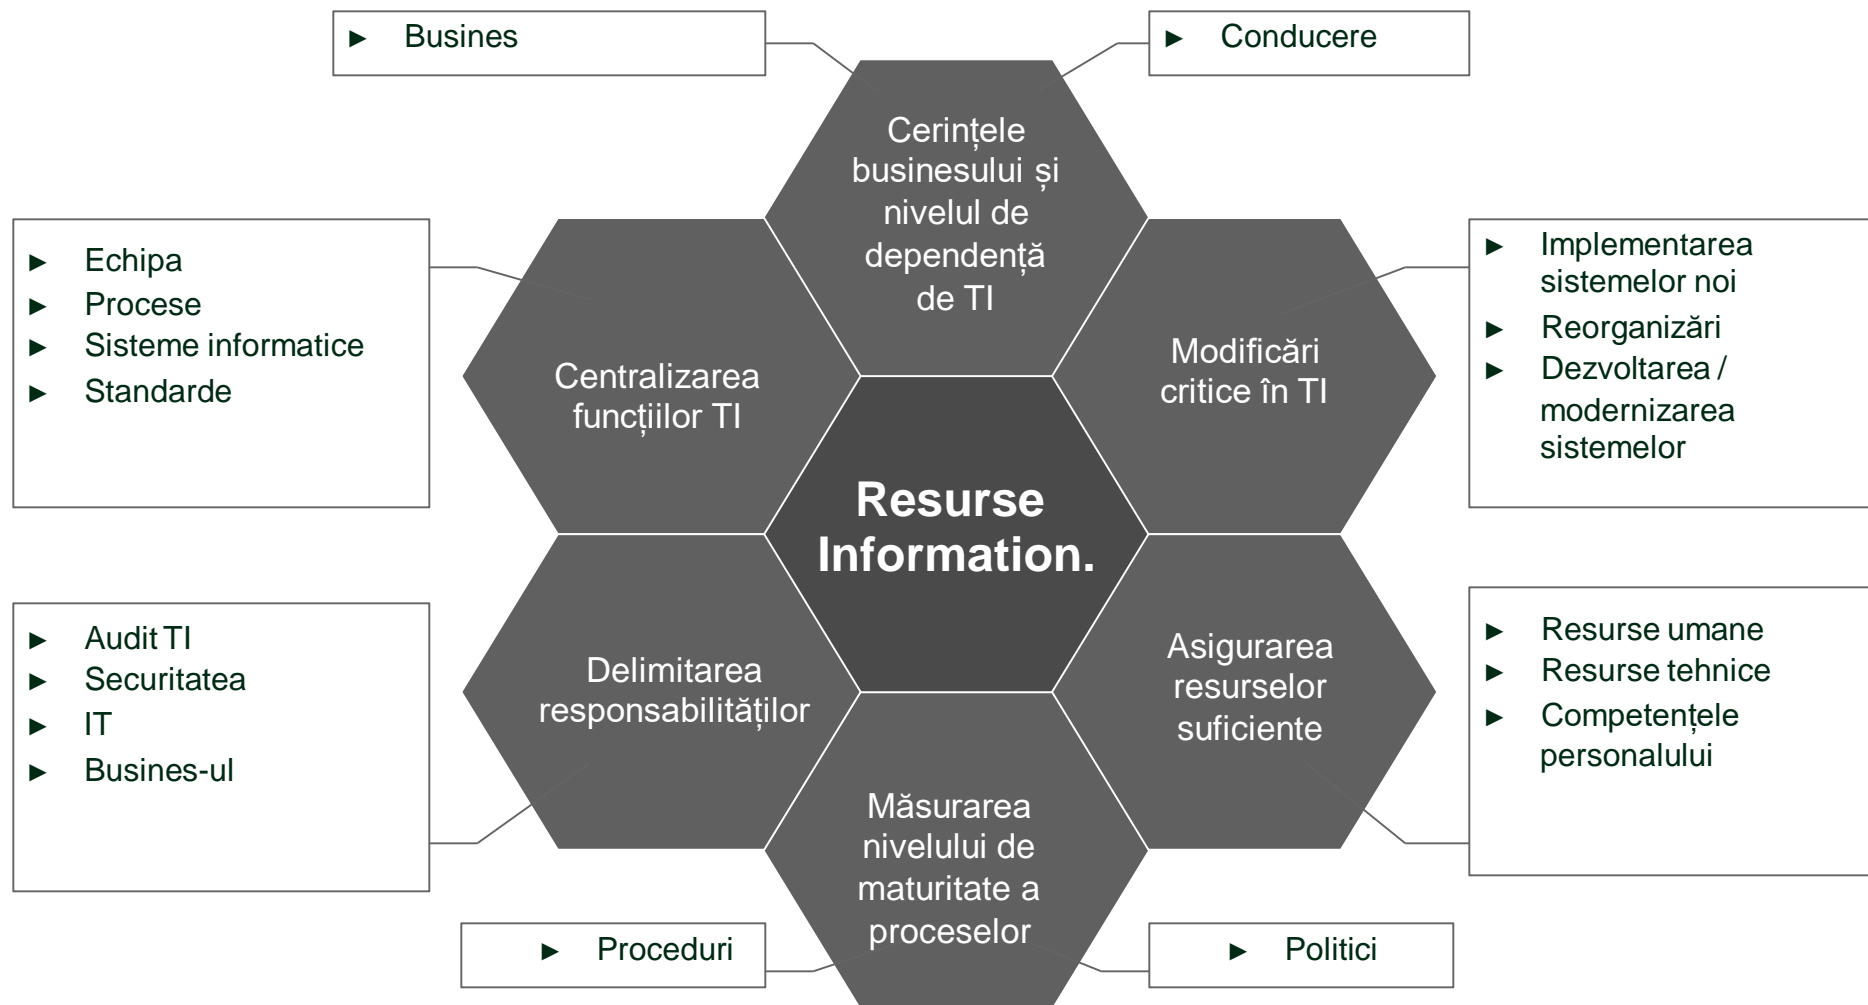 ► Busines
► Conducere
Cerințele
businesului și
nivelul de
dependență
de TI
► Echipa
► Procese
► Sisteme informatice
► Standarde
Centralizarea
funcțiilor TI
Modificări
critice în TI
► Implementarea
sistemelor noi
► Reorganizări
► Dezvoltarea /
modernizarea
sistemelor
Resurse
Information.
► Audit TI
► Securitatea
► IT
► Busines-ul
Delimitarea
responsabilităților
Asigurarea
resurselor
suficiente
► Resurse umane
► Resurse tehnice
► Competențele
personalului
Măsurarea
nivelului de
maturitate a
proceselor
► Proceduri
► Politici